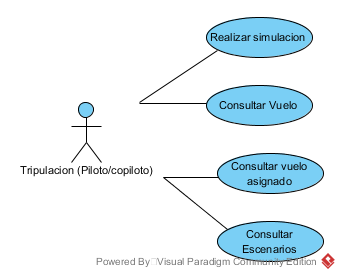 Realizar simulacion
Consultar Vuelo
Tripulacion (Piloto/copiloto)
Consultar vuelo
asignado
Consultar
Escenarios
Powered By Visual Paradigm Community Edition